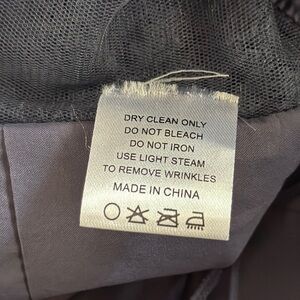 DRY CLEAN ONLY
DO NOT BLEACH
DO NOT IRON
USE LIGHT STEAM
TO REMOVE WRINKLES
MADE IN CHINA